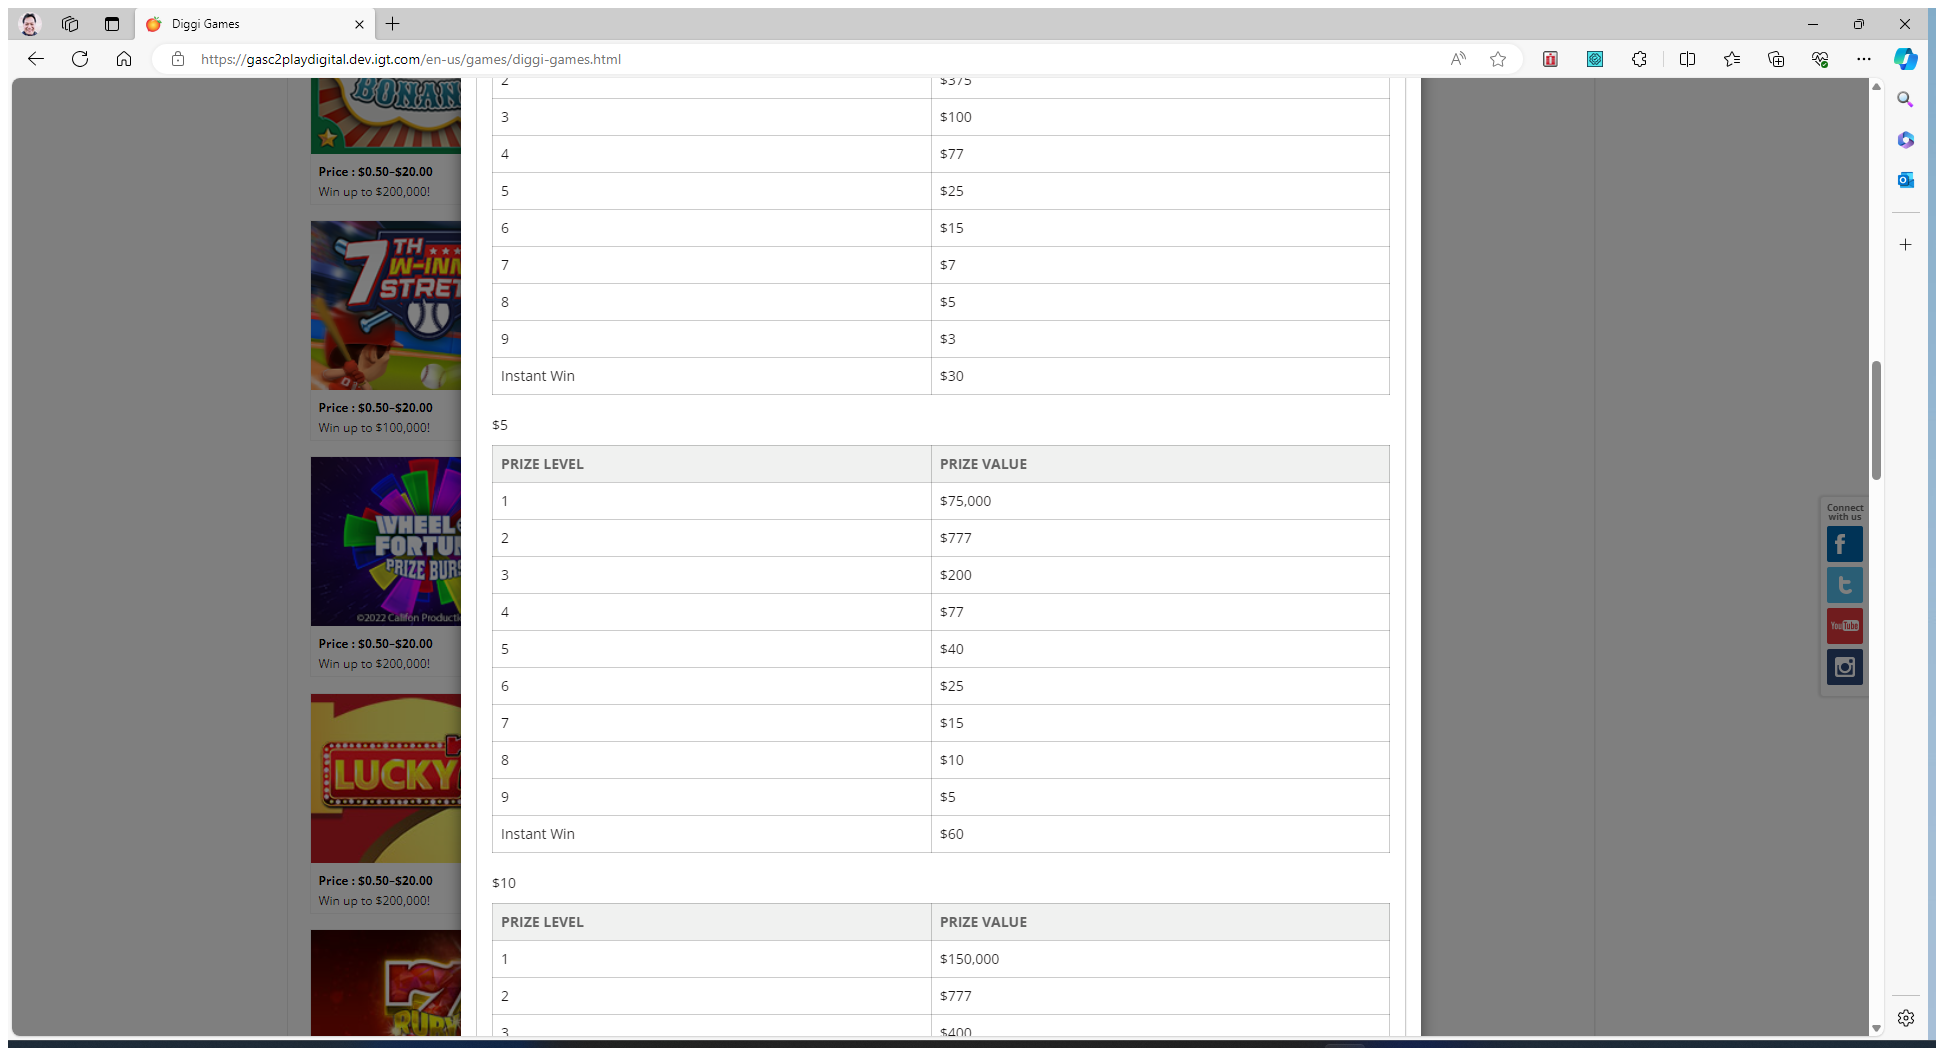 Diggi Games
https://gasc2playdigital.dev.igt.com/en-us/games/diggi-games.html
BONAN
Price : $0.50–$20.00
Win up to $200,000!
7TH
W-INN
STRET
Price : $0.50–$20.00
Win up to $100,000!
WHEEL
FORTU
PRIZE BURS
©2022 Califon Producti
Price : $0.50–$20.00
Win up to $200,000!
LUCKY
Price : $0.50–$20.00
Win up to $200,000!
7
RUBY
2 $375
3 $100
4 $77
5 $25
6 $15
7 $7
8 $5
9 $3
Instant Win $30
$5
PRIZE LEVEL PRIZE VALUE
1 $75,000
2 $777
3 $200
4 $77
5 $40
6 $25
7 $15
8 $10
9 $5
Instant Win $60
$10
PRIZE LEVEL PRIZE VALUE
1 $150,000
2 $777
3 $400
Connect
with us
You Tube